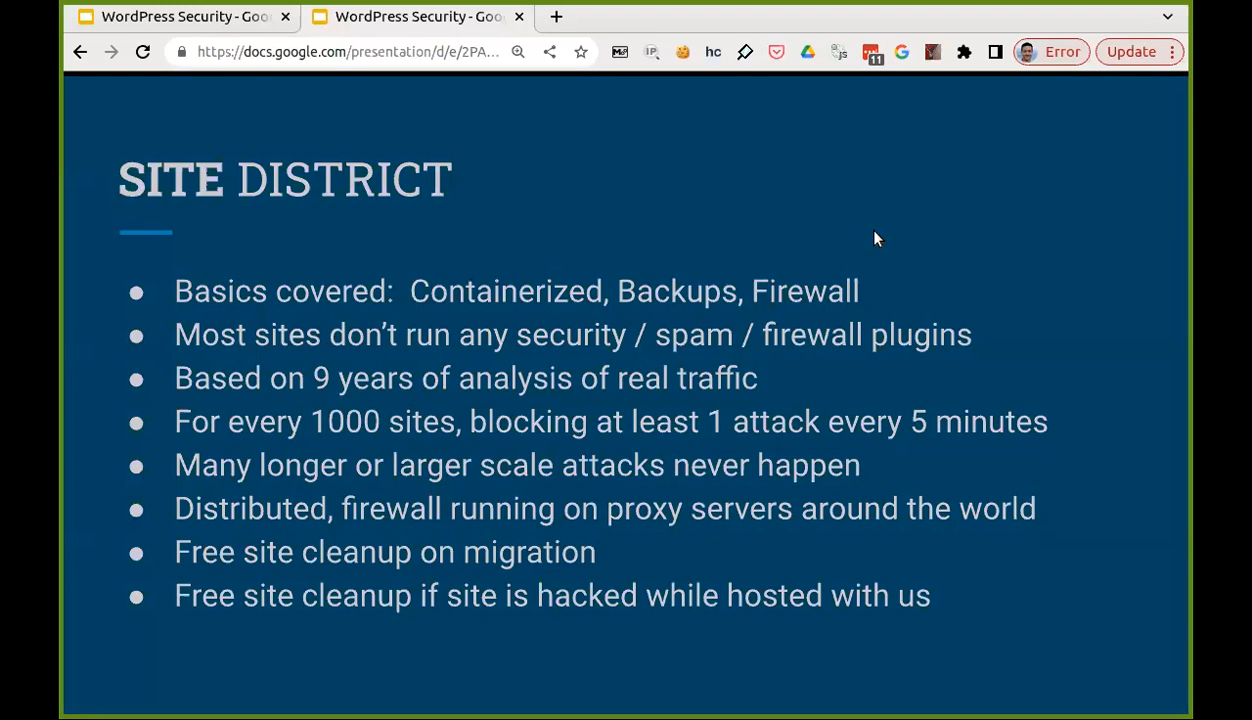 WordPress Security - Goo
WordPress Security - Goo
https://docs.google.com/presentation/d/e/2PA...
IP
hc
js
11
Error
Update
SITE DISTRICT
● Basics covered:  Containerized, Backups, Firewall
● Most sites don’t run any security / spam / firewall plugins
● Based on 9 years of analysis of real traffic
● For every 1000 sites, blocking at least 1 attack every 5 minutes
● Many longer or larger scale attacks never happen
● Distributed, firewall running on proxy servers around the world
● Free site cleanup on migration
● Free site cleanup if site is hacked while hosted with us